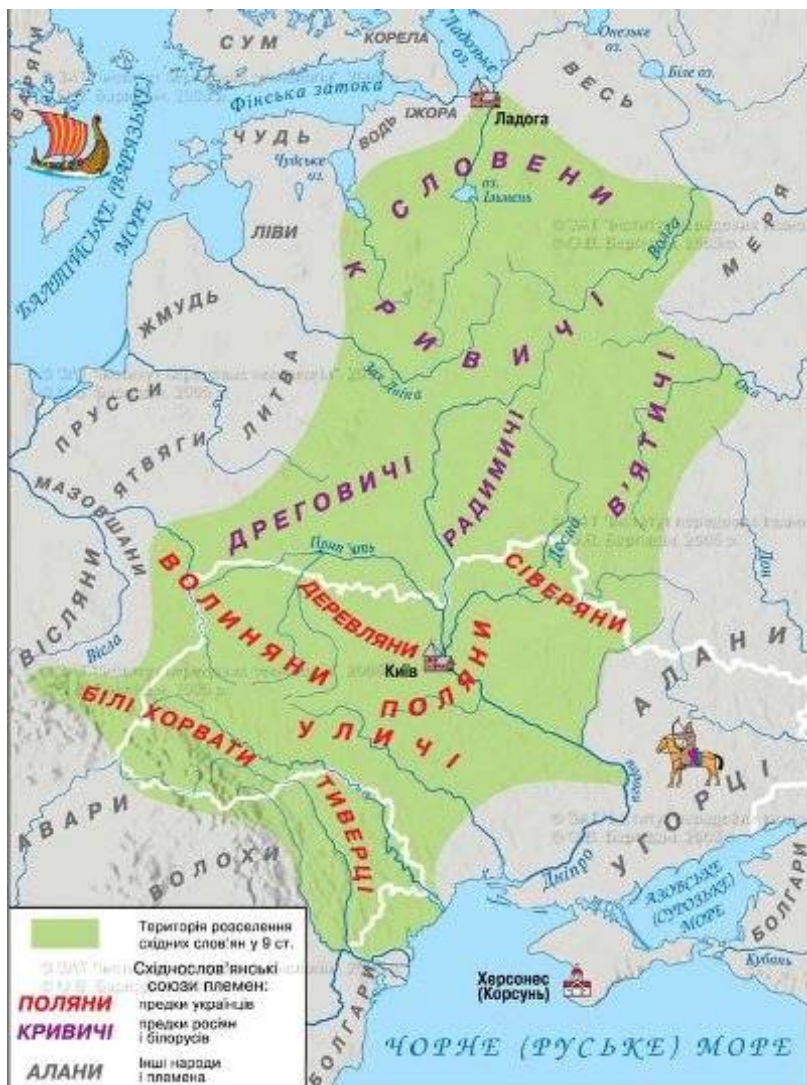 ВАРЯГИ
СУМ
КОРЕЛА
Ладозьке
оз.
Онезьке
оз.
Біле оз.
ВЕСЬ
Фінська затока
ВОДЬ
ІЖОРА
Ладога
ЧУДЬ
Чудське
оз.
СЛОВЕНИ
оз.
Ільмень
БАЛТІЙСЬКЕ (ВАРЯЗЬКЕ)
МОРЕ
ЛІВИ
Волга
МЕРЯ
КРИВИЧІ
ЖМУДЬ
ЛИТВА
Зах. Двіна
Ока
ПРУССИ
ЯТВЯГИ
МАЗОВШАНИ
ДРЕГОВИЧІ
РАДИМИЧІ
В'ЯТИЧІ
Прип'ять
Десна
Дон
ВІСЛЯНИ
Вісла
ВОЛИНЯНИ
ДЕРЕВЛЯНИ
СІВЕРЯНИ
Київ
ПОЛЯНИ
АЛАНИ
БІЛІ ХОРВАТИ
УЛИЧІ
пороги
АВАРИ
ТИВЕРЦІ
УГОРЦІ
ВОЛОХИ
Дніпро
АЗОВСЬКЕ
(СУРОЗЬКЕ)
МОРЕ
БОЛГАРИ
Кубань
Херсонес
(Корсунь)
БОЛГАРИ
ЧОРНЕ (РУСЬКЕ) МОРЕ
Територія розселення
східних слов'ян у 9 ст.
Східнослов'янські
союзи племен:
ПОЛЯНИ
предки українців
КРИВИЧІ
предки росіян
і білорусів
АЛАНИ
Інші народи
і племена